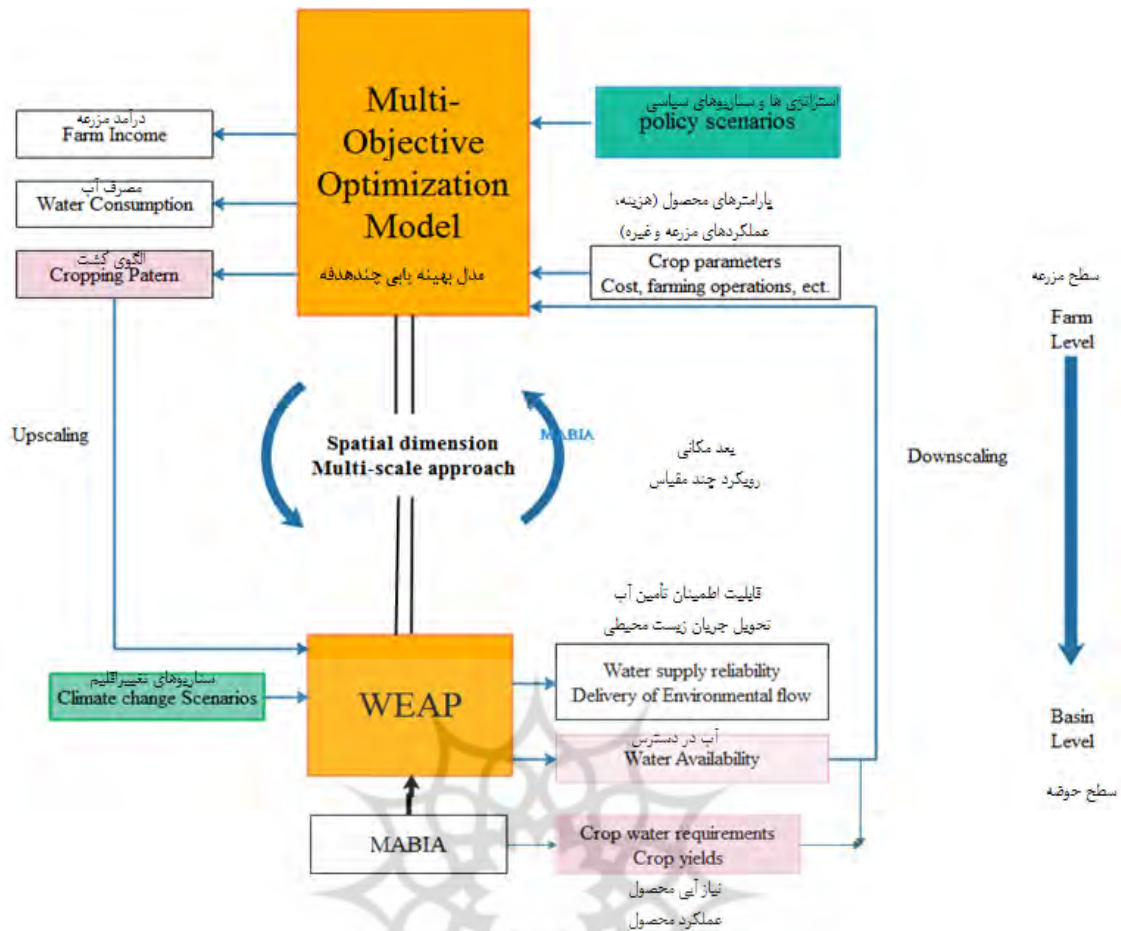 Multi-
Objective
Optimization
Model
مدل بهینه یابی چندهدفه
درآمد مزرعه
Farm Income
مصرف آب
Water Consumption
الگوی کشت
Cropping Patern
استراتژی ها و سناریوهای سیاسی
policy scenarios
پارامترهای محصول (هزینه،
عملکردهای مزرعه و غیره)
Crop parameters
Cost, farming operations, ect.
سطح مزرعه
Farm
Level
Upscaling
Spatial dimension
Multi-scale approach
MABIA
بعد مکانی
رویکرد چند مقیاس
Downscaling
قابلیت اطمینان تأمین آب
تحویل جریان زیست محیطی
Water supply reliability
Delivery of Environmental flow
سناریوهای تغییراقلیم
Climate change Scenarios
WEAP
آب در دسترس
Water Availability
Basin
Level
سطح حوضه
MABIA
Crop water requirements
Crop yields
نیاز آبی محصول
عملکرد محصول